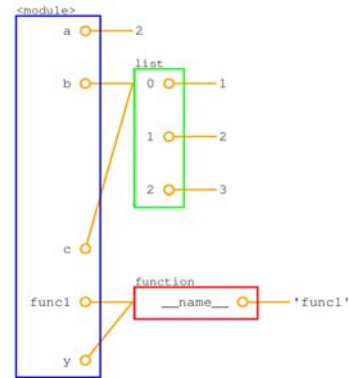 <module>
a 2
list
b 0 1
1 2
2 3
c
function
func1 __name__ 'func1'
y